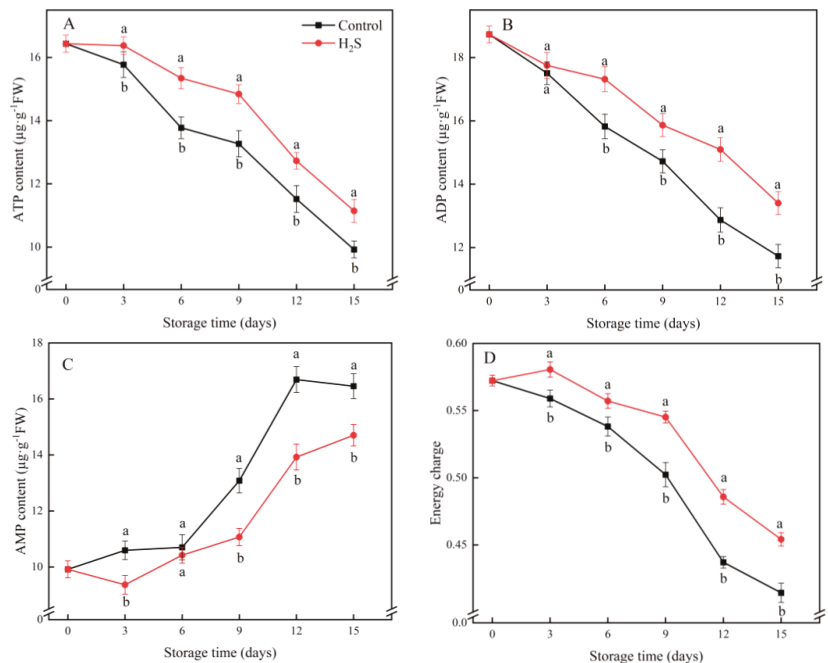 A
Control
H₂S
ATP content (µg·g⁻¹FW)
16
14
12
10
0
a
a
a
a
a
b
b
b
b
b
0 3 6 9 12 15
Storage time (days)
B
ADP content (µg·g⁻¹FW)
18
16
14
12
0
a
a
a
a
a
a
b
b
b
b
0 3 6 9 12 15
Storage time (days)
C
AMP content (µg·g⁻¹FW)
18
16
14
12
10
0
a
a
a
a
a
b
a
b
b
b
0 3 6 9 12 15
Storage time (days)
D
Energy charge
0.60
0.55
0.50
0.45
0.0
a
a
a
a
a
b
b
b
b
b
0 3 6 9 12 15
Storage time (days)